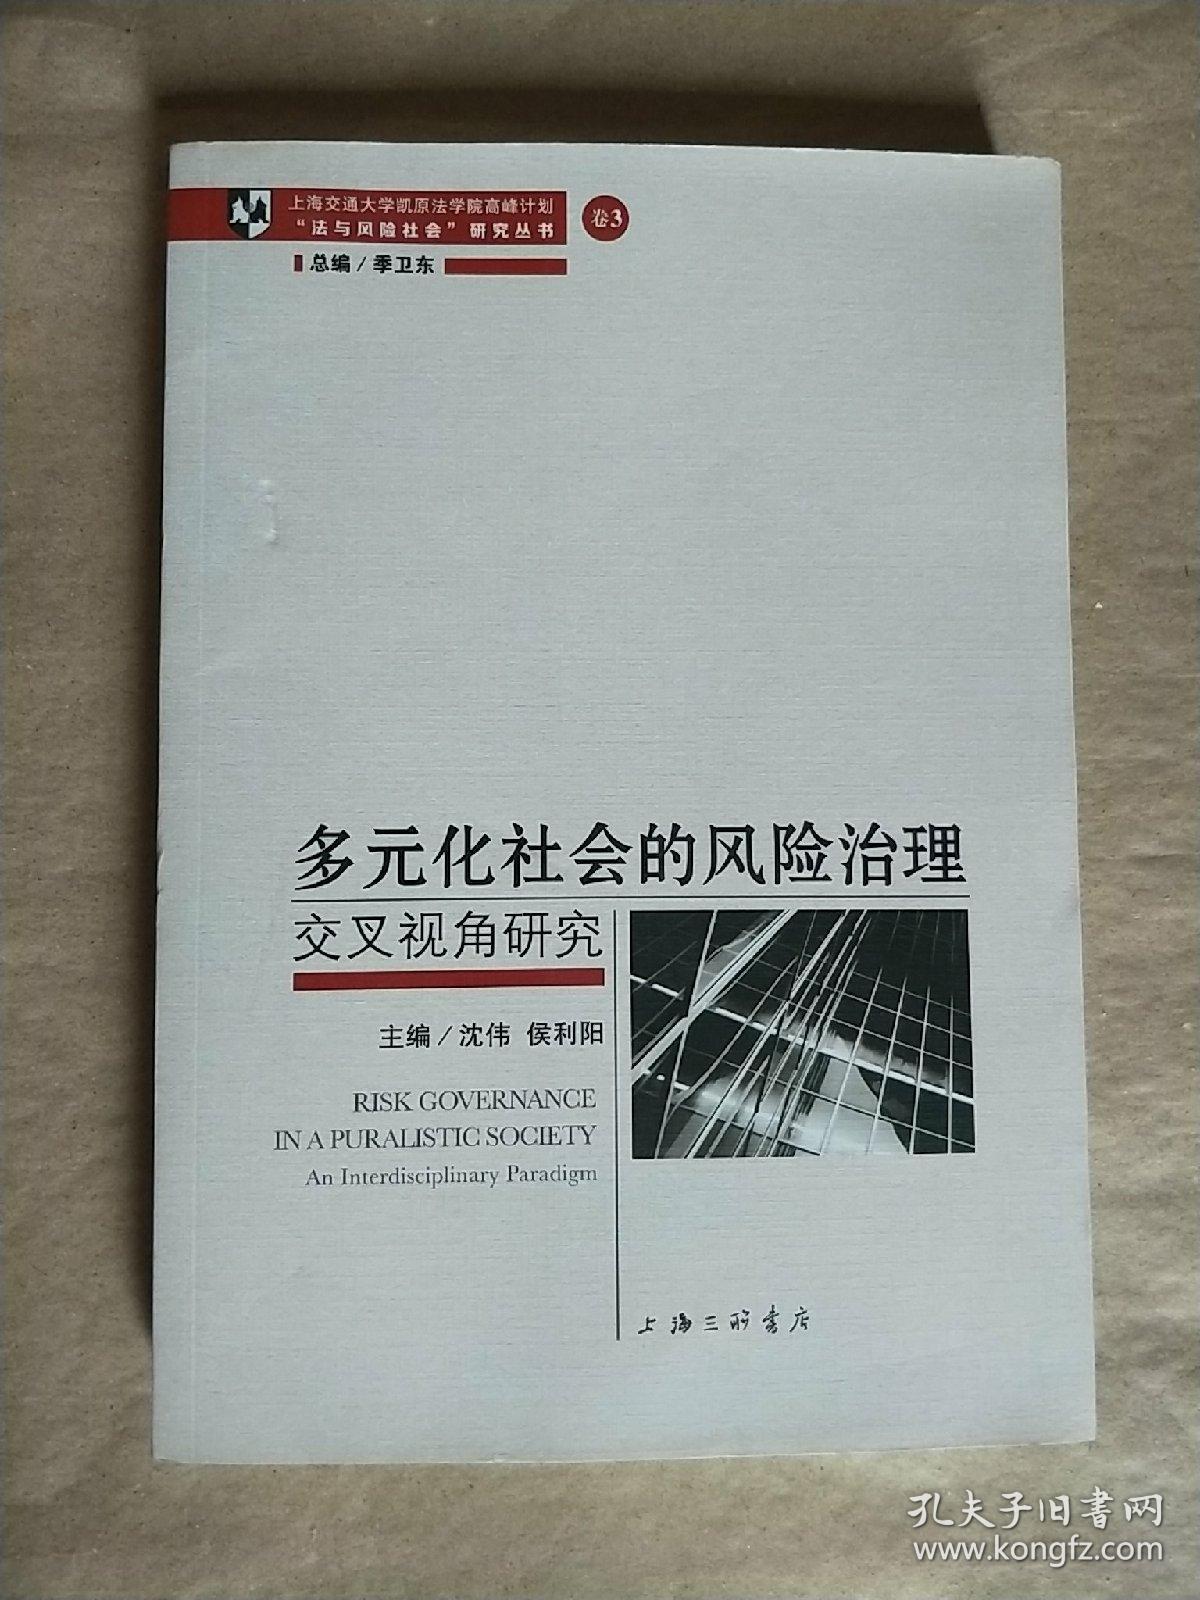 上海交通大学凯原法学院高峰计划
“法与风险社会”研究丛书
卷3
总编/季卫东
多元化社会的风险治理
交叉视角研究
主编/沈伟 侯利阳
RISK GOVERNANCE
IN A PURALISTIC SOCIETY
An Interdisciplinary Paradigm
上海三联书店
孔夫子旧书网
www.kongfz.com